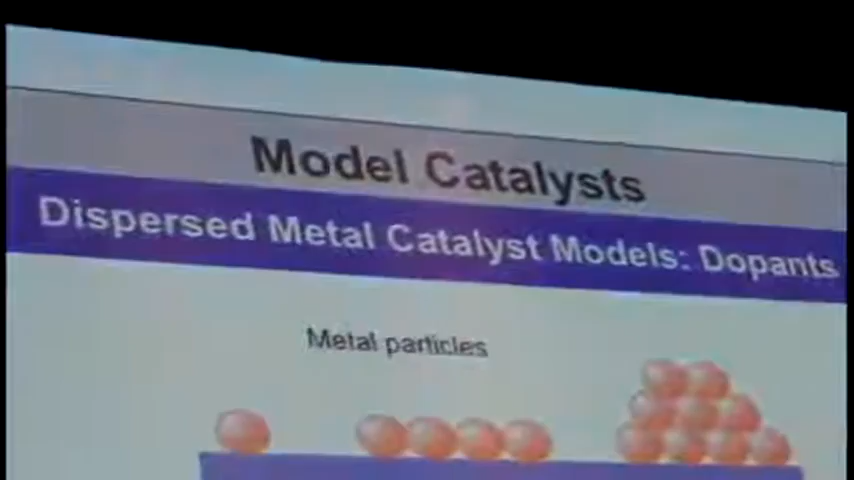 Model Catalysts
Dispersed Metal Catalyst Models: Dopants
Metal particles